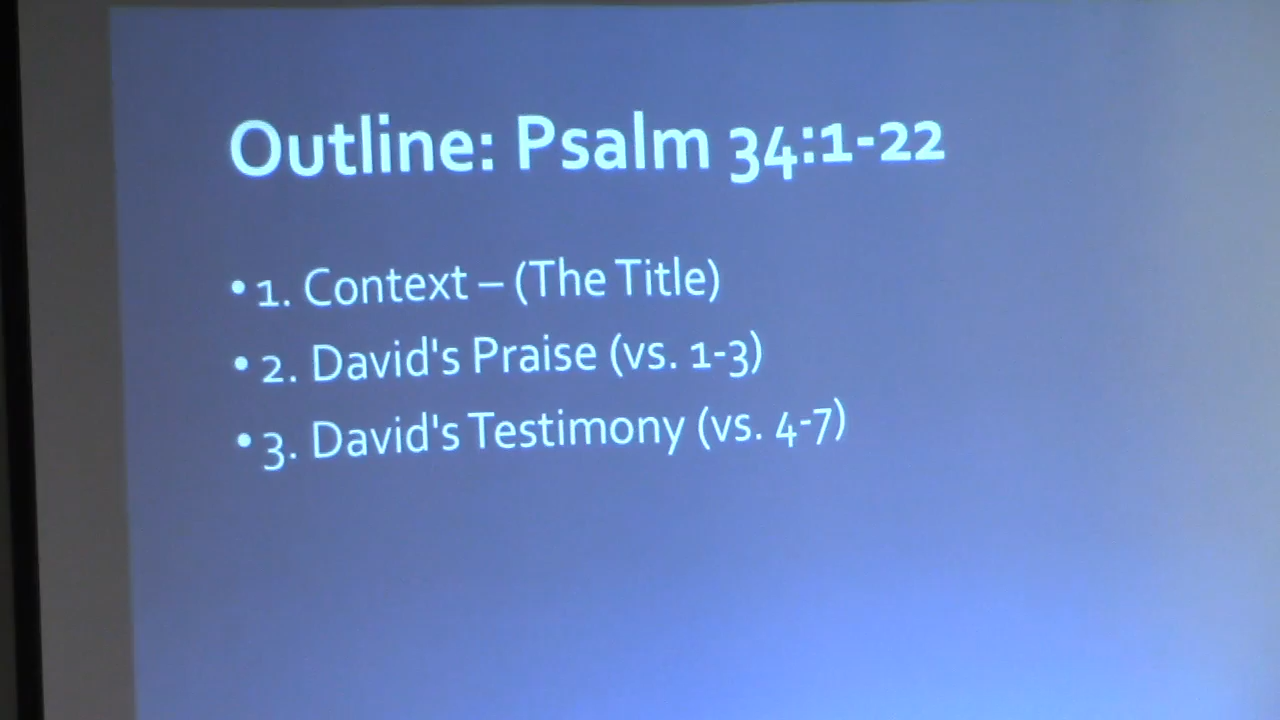 Outline: Psalm 34:1-22
• 1. Context – (The Title)
• 2. David's Praise (vs. 1-3)
• 3. David's Testimony (vs. 4-7)